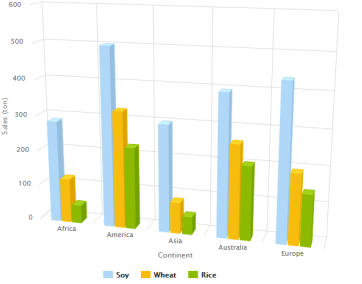 600
500
400
300
200
100
0
Sales (ton)
Africa
America
Asia
Australia
Europe
Continent
Soy Wheat Rice